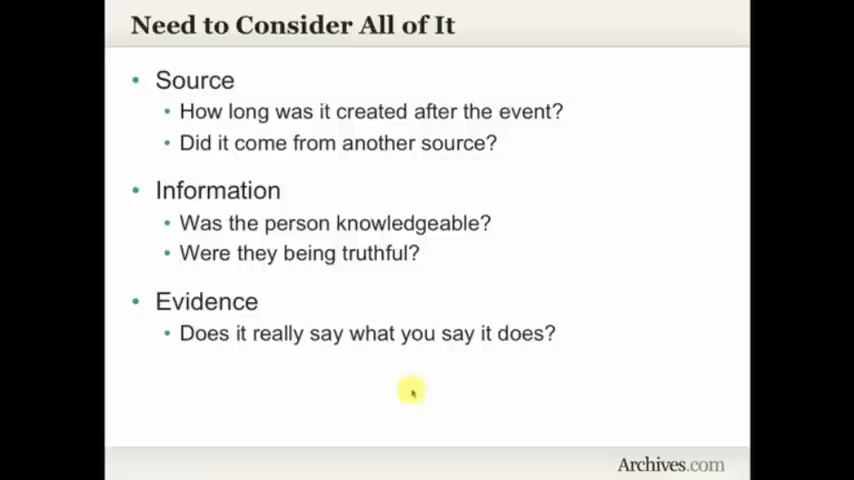 Need to Consider All of It
• Source
• How long was it created after the event?
• Did it come from another source?
• Information
• Was the person knowledgeable?
• Were they being truthful?
• Evidence
• Does it really say what you say it does?
Archives.com